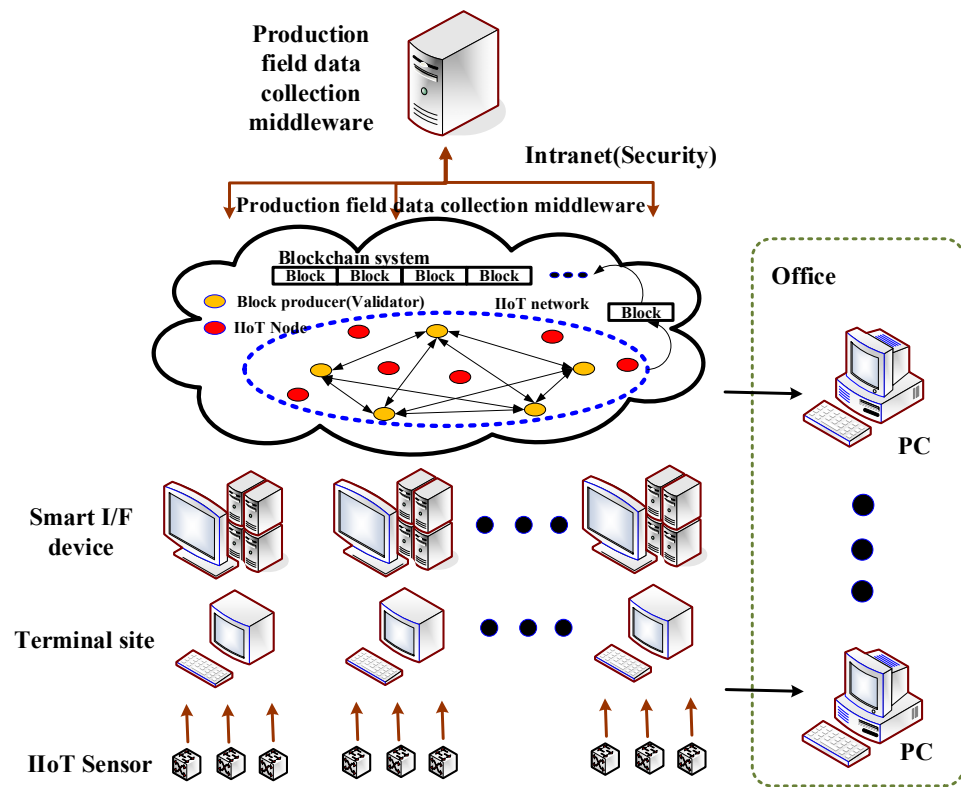 Production
field data
collection
middleware
Intranet(Security)
Production field data collection middleware
Blockchain system
Block Block Block Block
Block producer(Validator)
IIoT network
Block
IIoT Node
Office
PC
Smart I/F
device
Terminal site
IIoT Sensor
PC